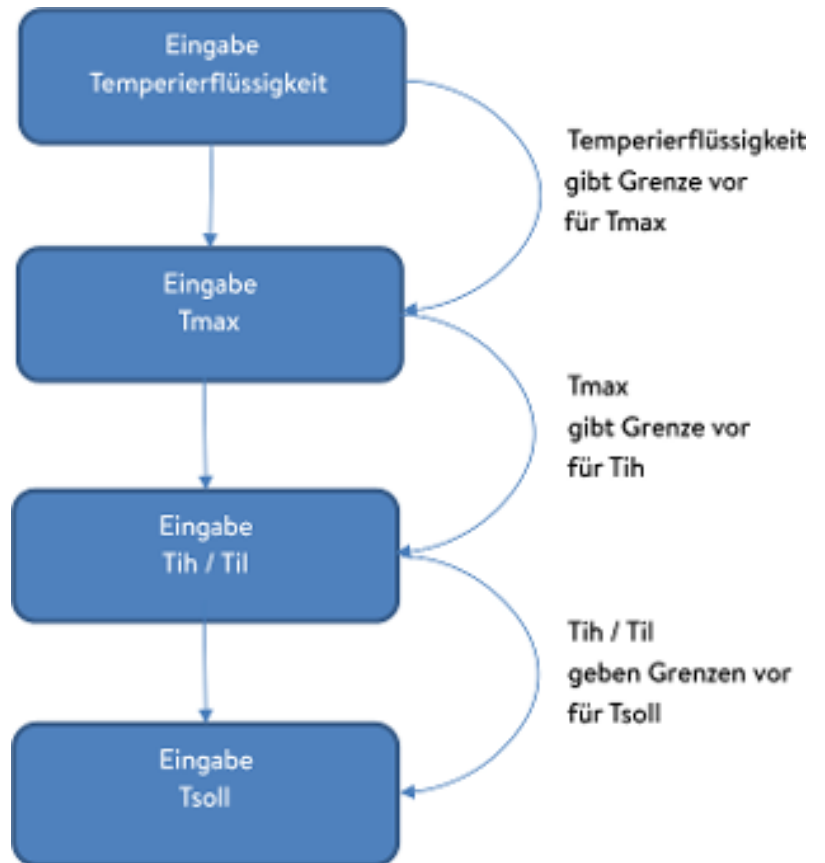 Eingabe
Temperierflüssigkeit
Temperierflüssigkeit
gibt Grenze vor
für Tmax
Eingabe
Tmax
Tmax
gibt Grenze vor
für Tih
Eingabe
Tih / Til
Tih / Til
geben Grenzen vor
für Tsoll
Eingabe
Tsoll